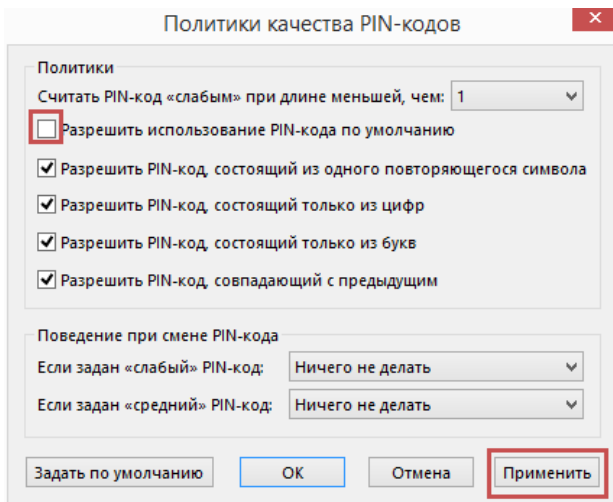 Политики качества PIN-кодов
Политики
Считать PIN-код «слабым» при длине меньшей, чем: 1
Разрешить использование PIN-кода по умолчанию
Разрешить PIN-код, состоящий из одного повторяющегося символа
Разрешить PIN-код, состоящий только из цифр
Разрешить PIN-код, состоящий только из букв
Разрешить PIN-код, совпадающий с предыдущим
Поведение при смене PIN-кода
Если задан «слабый» PIN-код: Ничего не делать
Если задан «средний» PIN-код: Ничего не делать
Задать по умолчанию ОК Отмена Применить